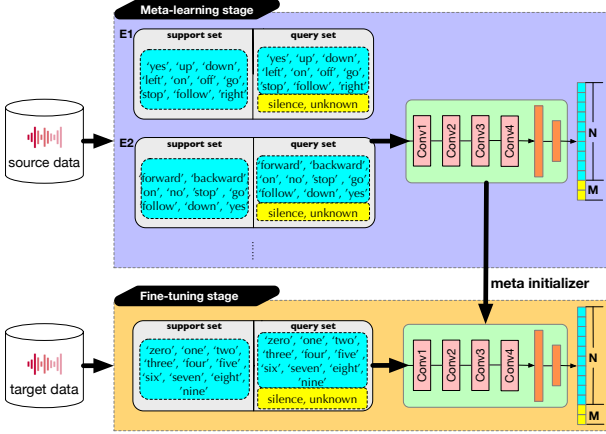 Meta-learning stage
E1
support set
‘yes’, ‘up’, ‘down’,
‘left’, ‘on’, ‘off’, ‘go’,
‘stop’, ‘follow’, ‘right’
query set
‘yes’, ‘up’, ‘down’,
‘left’, ‘on’, ‘off’, ‘go’,
‘stop’, ‘follow’, ‘right’
silence, unknown
source data
E2
support set
‘forward’, ‘backward’
‘on’, ‘no’, ‘stop’, ‘go’
‘follow’, ‘down’, ‘yes’
query set
‘forward’, ‘backward’
‘on’, ‘no’, ‘stop’ , ‘go’
‘follow’, ‘down’, ‘yes’
silence, unknown
Conv1
Conv2
Conv3
Conv4
N
M
meta initializer
Fine-tuning stage
target data
support set
‘zero’, ‘one’, ‘two’,
‘three’, ‘four’, ‘five’,
‘six’, ‘seven’, ‘eight’,
‘nine’
query set
‘zero’, ‘one’, ‘two’,
‘three’, ‘four’, ‘five’
‘six’, ‘seven’, ‘eight’,
‘nine’
silence, unknown
Conv1
Conv2
Conv3
Conv4
N
M